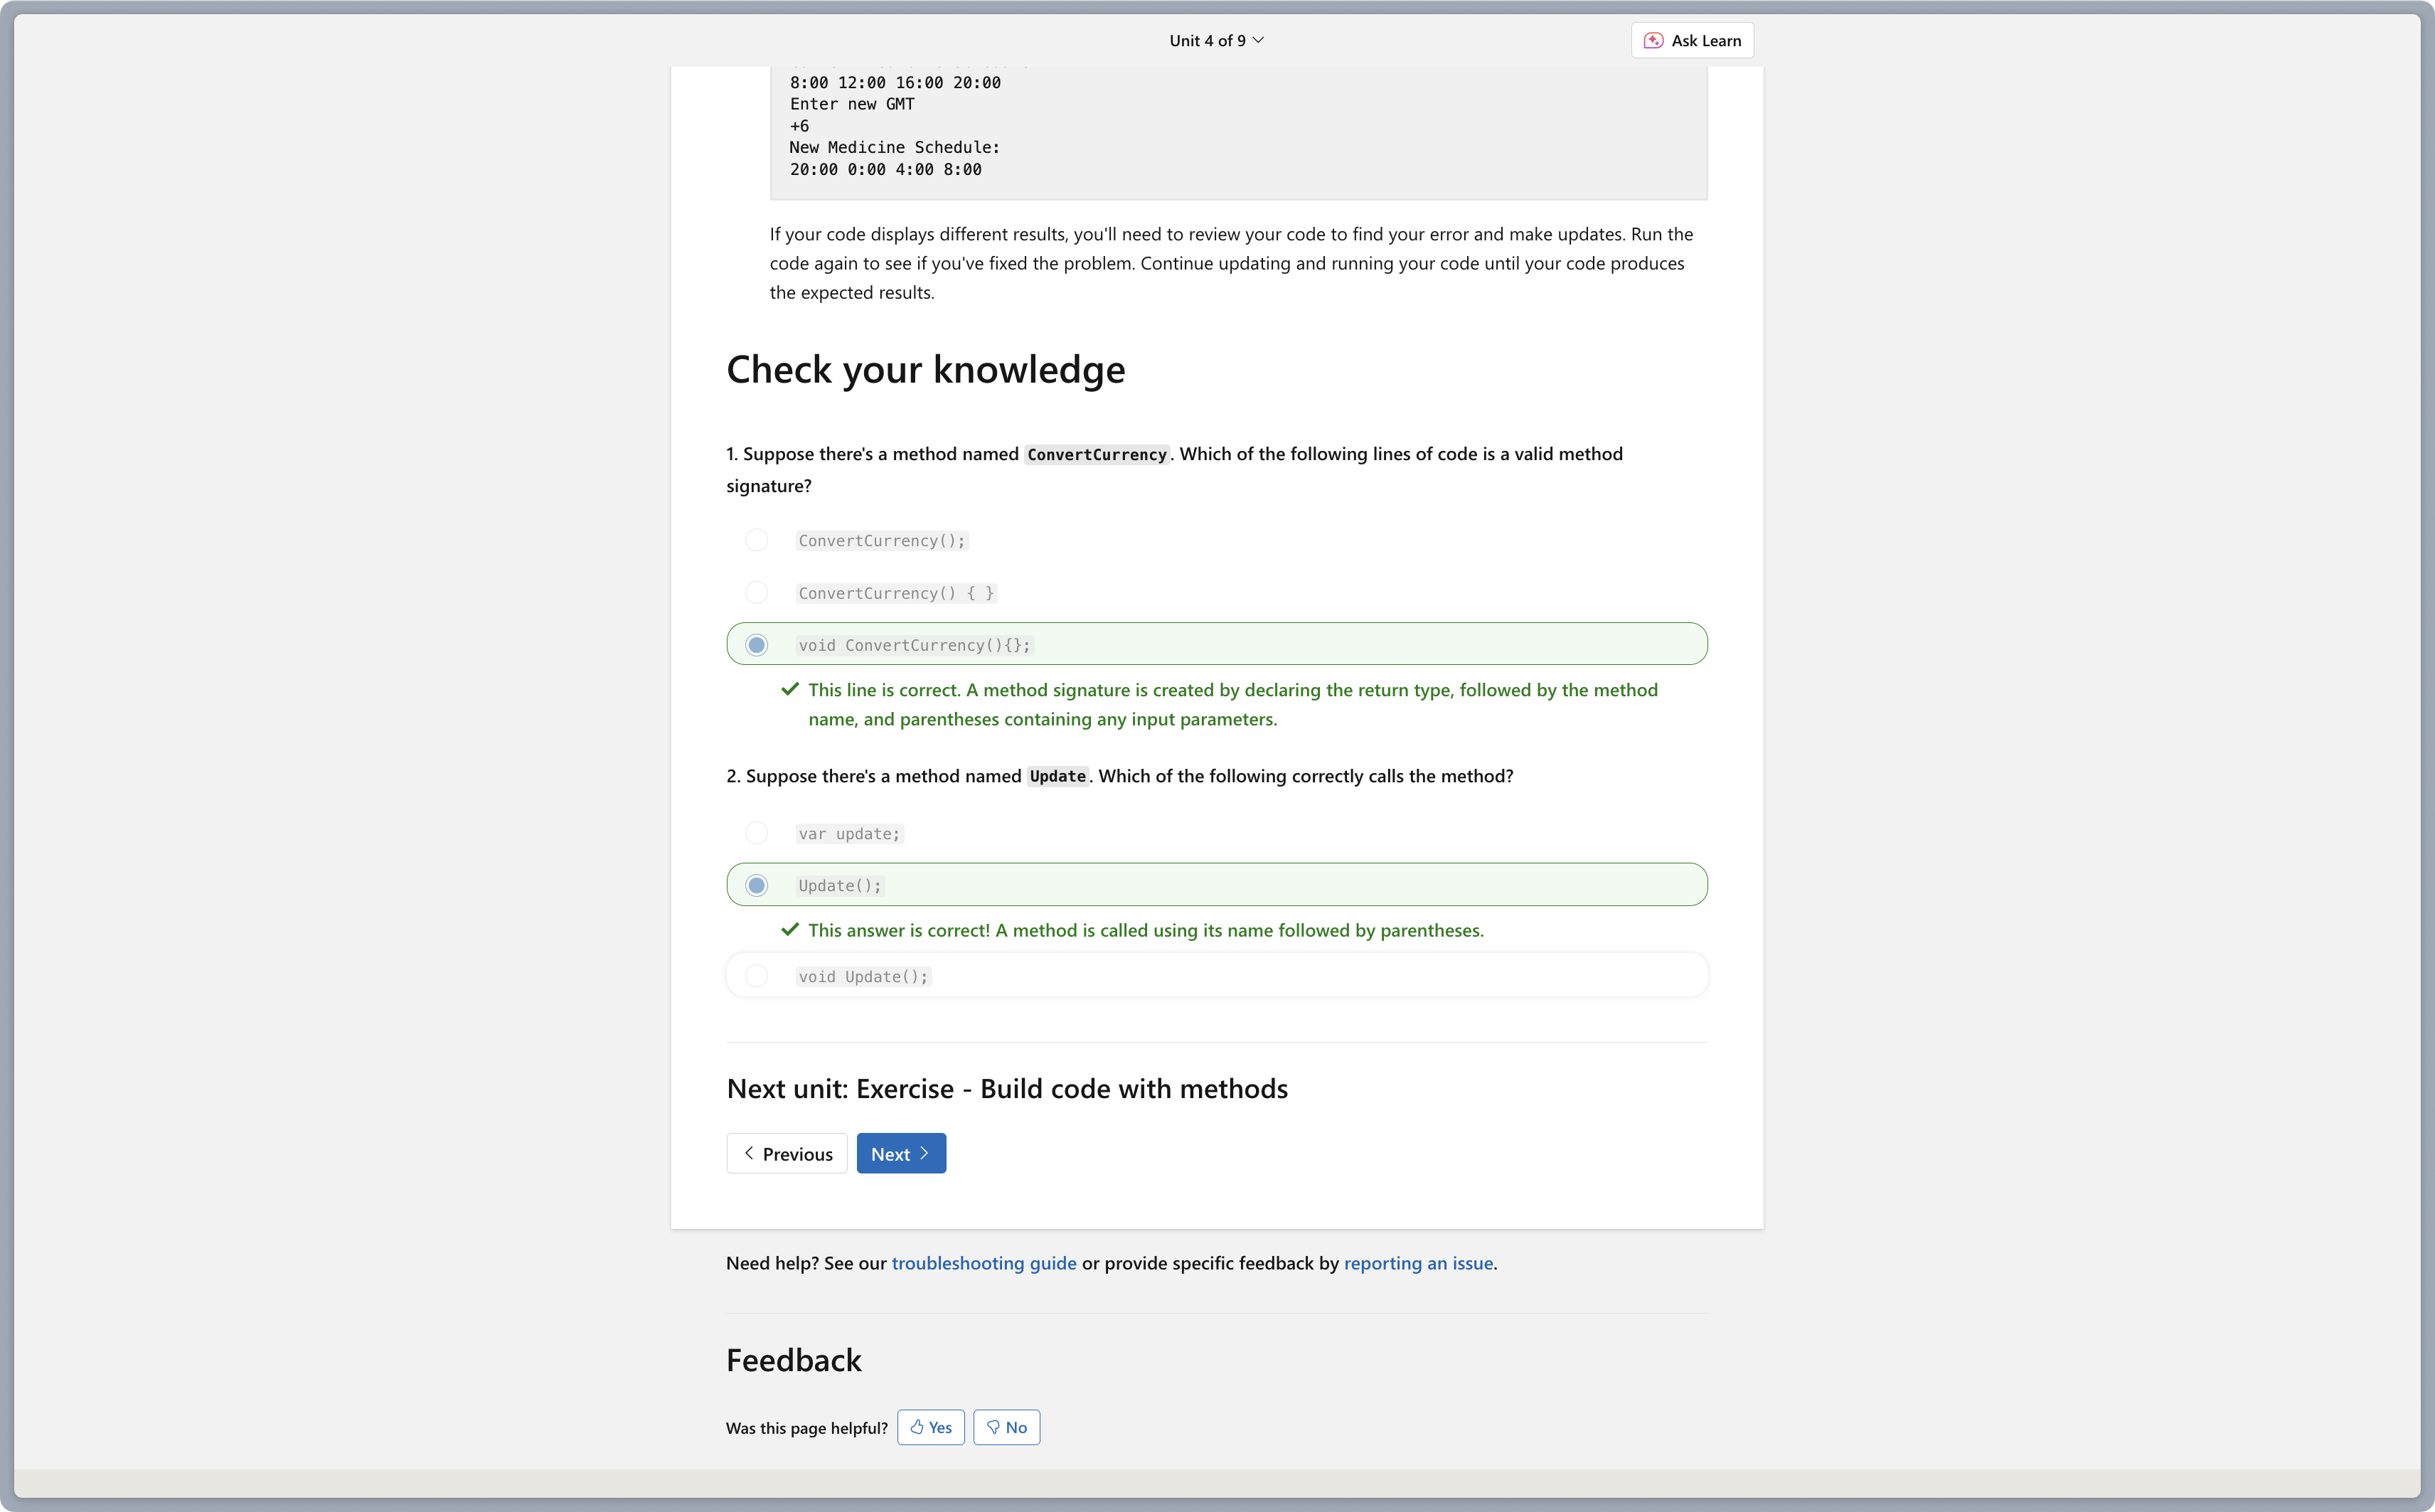 Unit 4 of 9
Ask Learn
8:00 12:00 16:00 20:00
Enter new GMT
+6
New Medicine Schedule:
20:00 0:00 4:00 8:00
If your code displays different results, you'll need to review your code to find your error and make updates. Run the
code again to see if you've fixed the problem. Continue updating and running your code until your code produces
the expected results.
Check your knowledge
1. Suppose there's a method named ConvertCurrency. Which of the following lines of code is a valid method
signature?
ConvertCurrency();
ConvertCurrency() { }
void ConvertCurrency(){};
This line is correct. A method signature is created by declaring the return type, followed by the method
name, and parentheses containing any input parameters.
2. Suppose there's a method named Update. Which of the following correctly calls the method?
var update;
Update();
This answer is correct! A method is called using its name followed by parentheses.
void Update();
Next unit: Exercise - Build code with methods
Previous
Next
Need help? See our troubleshooting guide or provide specific feedback by reporting an issue.
Feedback
Was this page helpful? Yes No